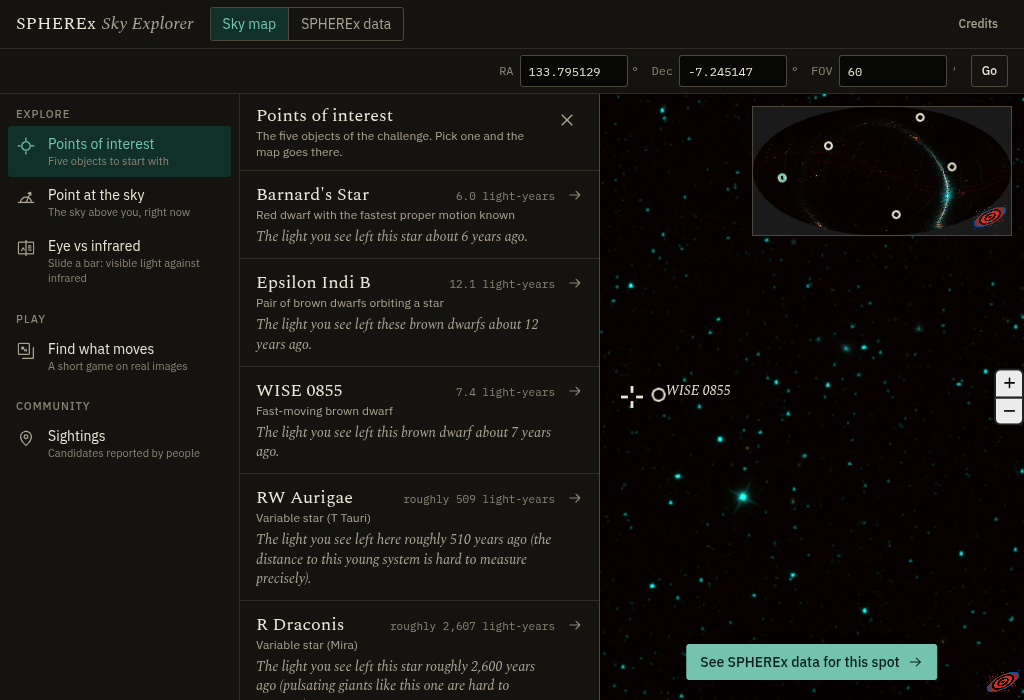 SPHEREx Sky Explorer
Sky map
SPHEREx data
Credits
RA 133.795129 ° Dec -7.245147 ° FOV 60 ′ Go
EXPLORE
Points of interest
Five objects to start with
Point at the sky
The sky above you, right now
Eye vs infrared
Slide a bar: visible light against
infrared
PLAY
Find what moves
A short game on real images
COMMUNITY
Sightings
Candidates reported by people
Points of interest
The five objects of the challenge. Pick one and the
map goes there.
Barnard's Star 6.0 light-years →
Red dwarf with the fastest proper motion known
The light you see left this star about 6 years ago.
Epsilon Indi B 12.1 light-years →
Pair of brown dwarfs orbiting a star
The light you see left these brown dwarfs about 12
years ago.
WISE 0855 7.4 light-years →
Fast-moving brown dwarf
The light you see left this brown dwarf about 7 years
ago.
RW Aurigae roughly 509 light-years →
Variable star (T Tauri)
The light you see left here roughly 510 years ago (the
distance to this young system is hard to measure
precisely).
R Draconis roughly 2,607 light-years →
Variable star (Mira)
The light you see left this star roughly 2,600 years
ago (pulsating giants like this one are hard to
WISE 0855
+
−
See SPHEREx data for this spot →